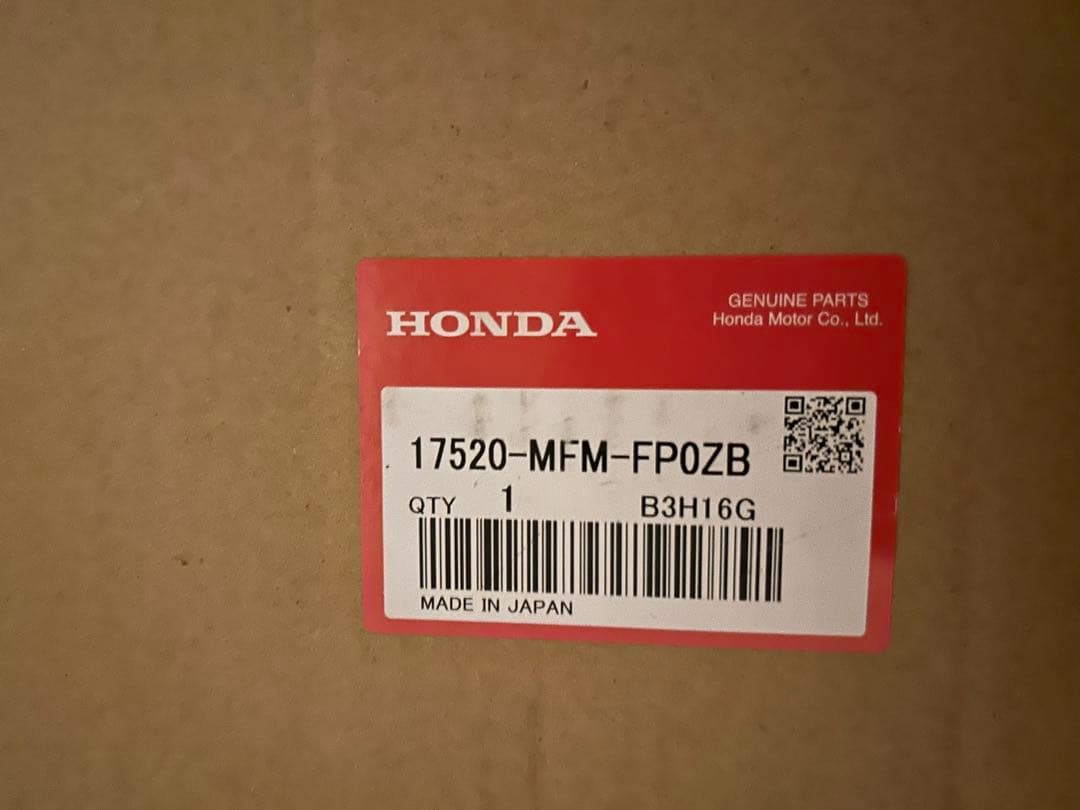 HONDA
GENUINE PARTS
Honda Motor Co., Ltd.
17520-MFM-FP0ZB
QTY 1 B3H16G
MADE IN JAPAN